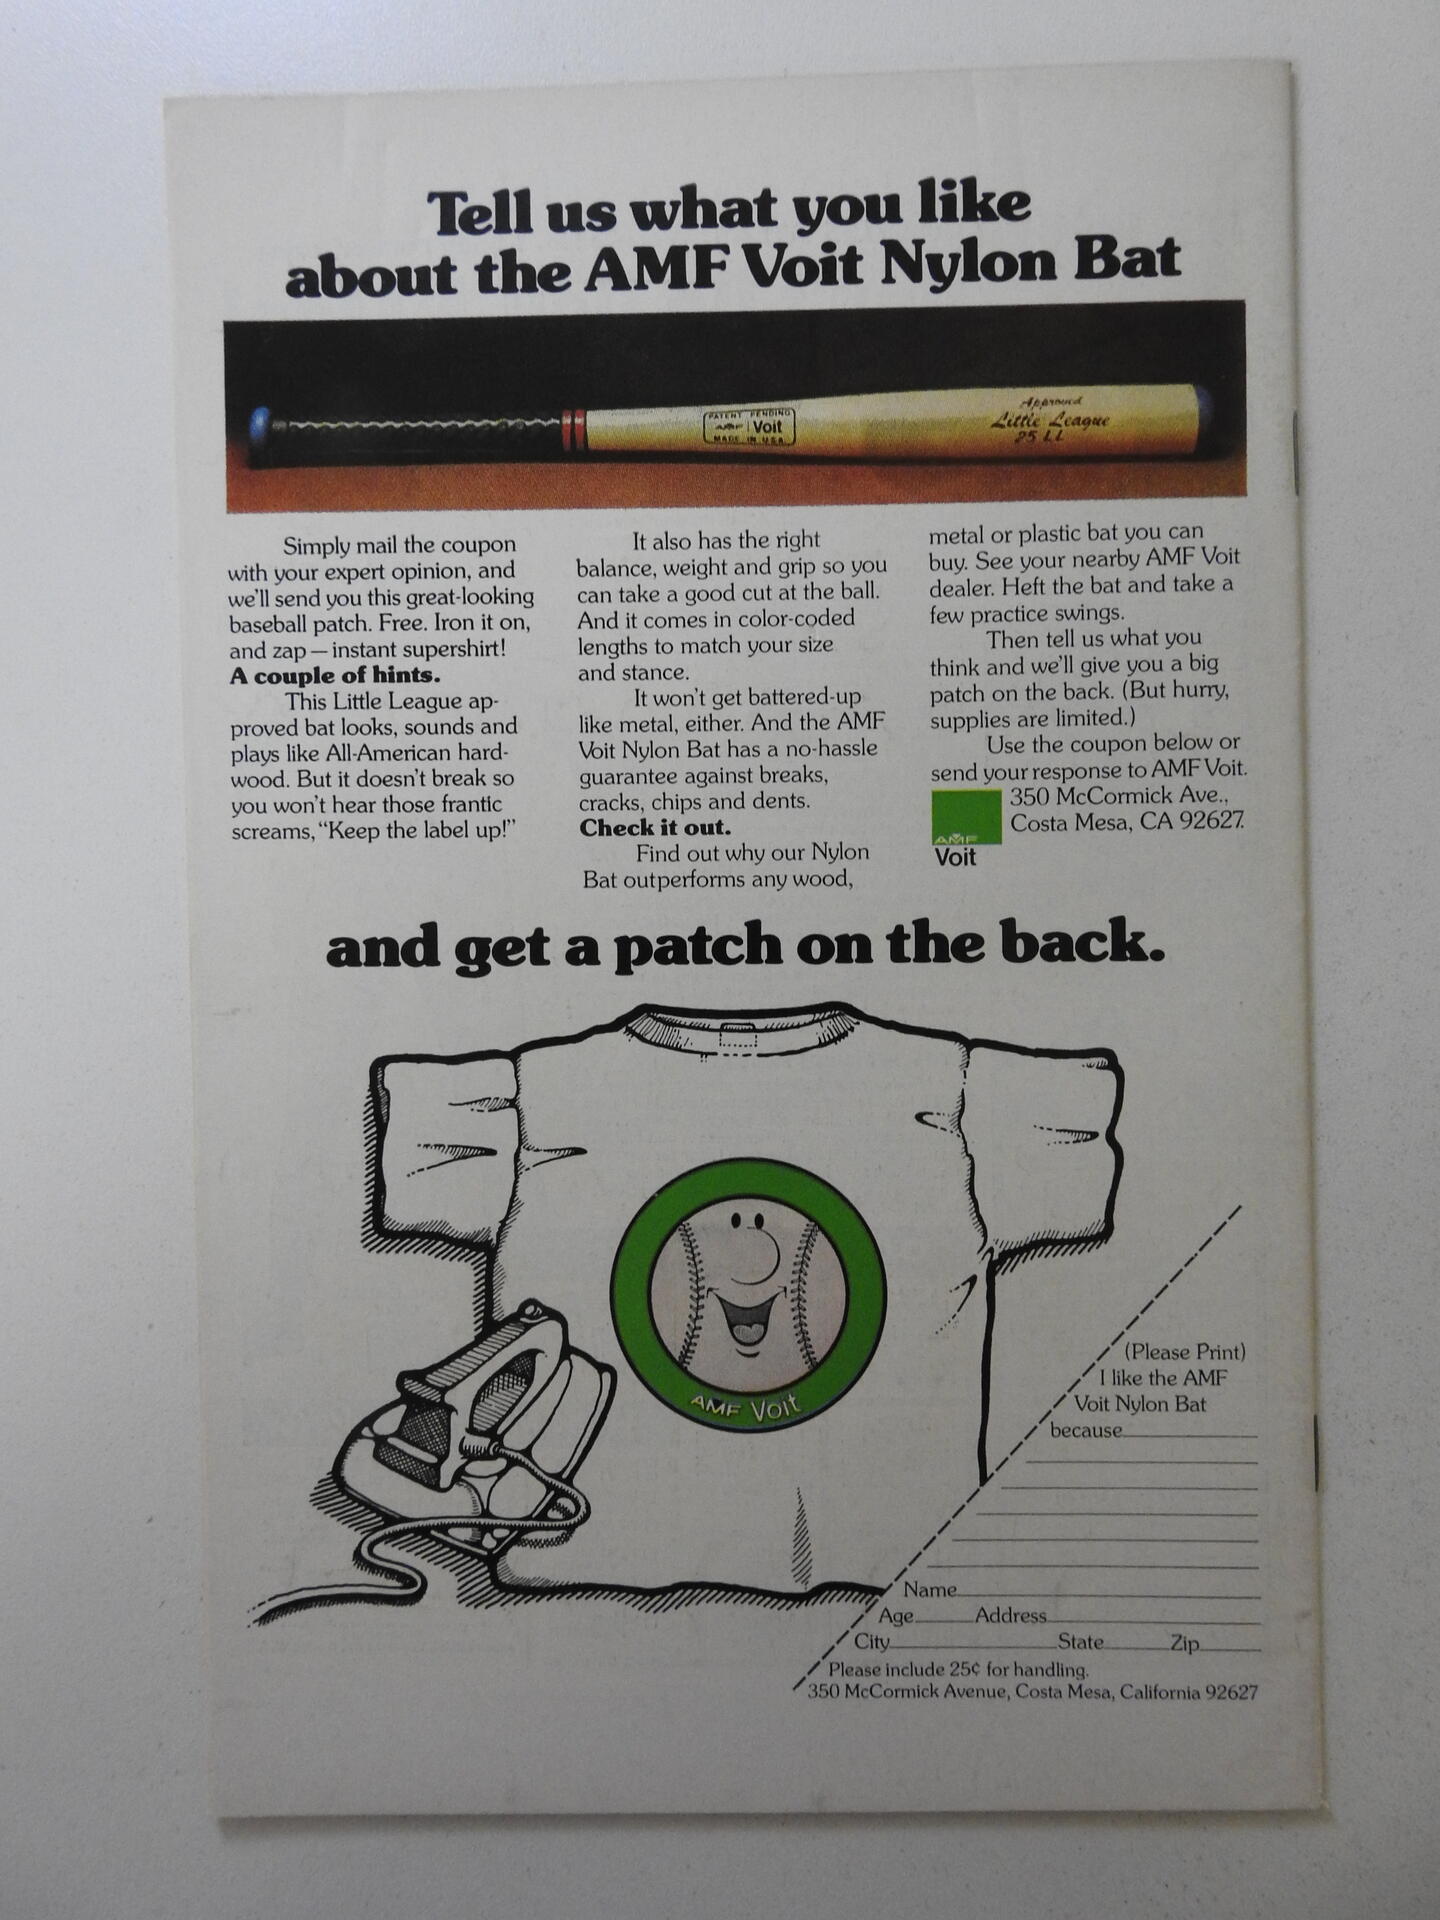 Tell us what you like
about the AMF Voit Nylon Bat
PATENT PENDING
AMF Voit
MADE IN U.S.A.
Approved
Little League
25 LL
Simply mail the coupon
with your expert opinion, and
we'll send you this great-looking
baseball patch. Free. Iron it on,
and zap — instant supershirt!
A couple of hints.
This Little League ap-
proved bat looks, sounds and
plays like All-American hard-
wood. But it doesn't break so
you won't hear those frantic
screams, “Keep the label up!”
It also has the right
balance, weight and grip so you
can take a good cut at the ball.
And it comes in color-coded
lengths to match your size
and stance.
It won't get battered-up
like metal, either. And the AMF
Voit Nylon Bat has a no-hassle
guarantee against breaks,
cracks, chips and dents.
Check it out.
Find out why our Nylon
Bat outperforms any wood,
metal or plastic bat you can
buy. See your nearby AMF Voit
dealer. Heft the bat and take a
few practice swings.
Then tell us what you
think and we'll give you a big
patch on the back. (But hurry,
supplies are limited.)
Use the coupon below or
send your response to AMF Voit.
350 McCormick Ave.,
Costa Mesa, CA 92627.
AMF
Voit
and get a patch on the back.
AMF Voit
(Please Print)
I like the AMF
Voit Nylon Bat
because
Name
Age Address
City State Zip
Please include 25¢ for handling.
350 McCormick Avenue, Costa Mesa, California 92627